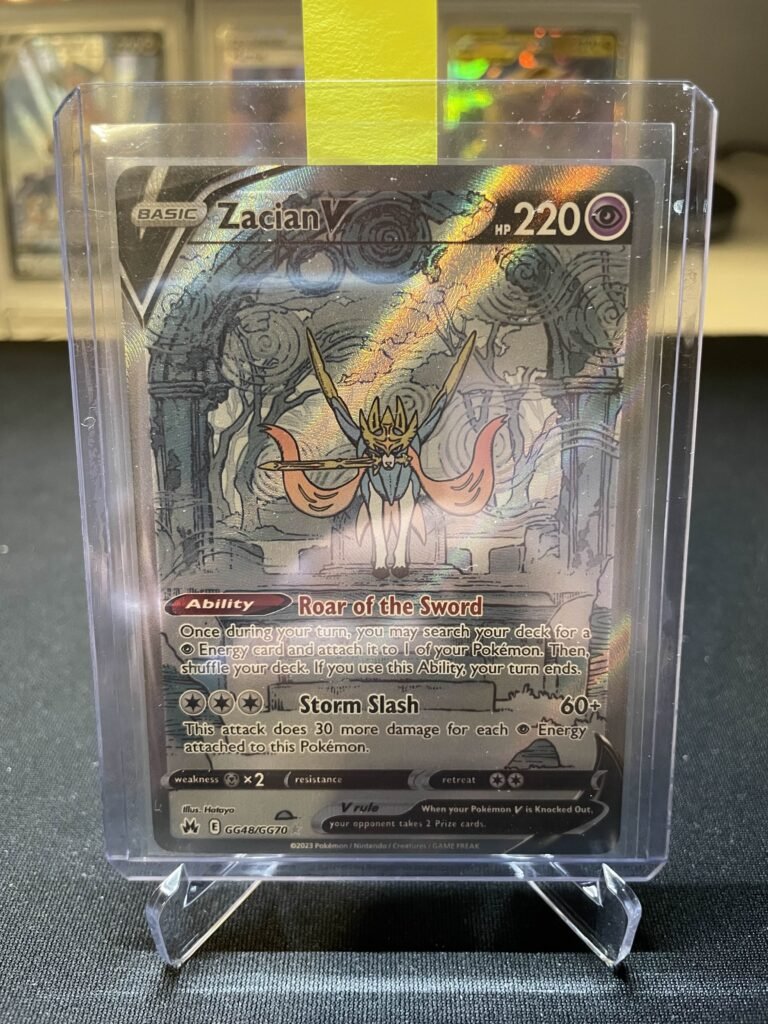 BASIC Zacian V HP 220
Ability Roar of the Sword
Once during your turn, you may search your deck for a
Energy card and attach it to 1 of your Pokémon. Then,
shuffle your deck. If you use this Ability, your turn ends.
Storm Slash 60+
This attack does 30 more damage for each Energy
attached to this Pokémon.
weakness ×2 resistance retreat
Illus. Hataya
V rule When your Pokémon V is Knocked Out,
your opponent takes 2 Prize cards.
E GG48/GG70
©2023 Pokémon / Nintendo / Creatures / GAME FREAK